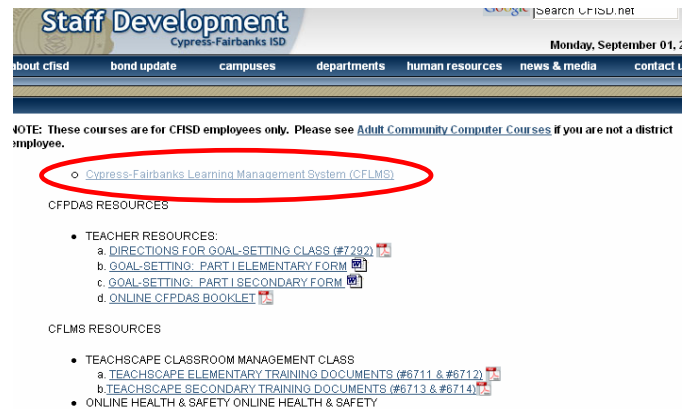 Staff Development
Google Search CFISD.net
Cypress-Fairbanks ISD
Monday, September 01,
about cfisd bond update campuses departments human resources news & media contact u
NOTE: These courses are for CFISD employees only. Please see Adult Community Computer Courses if you are not a district
employee.
o Cypress-Fairbanks Learning Management System (CFLMS)
CFPDAS RESOURCES
• TEACHER RESOURCES:
a. DIRECTIONS FOR GOAL-SETTING CLASS (#7292)
b. GOAL-SETTING: PART I ELEMENTARY FORM
c. GOAL-SETTING: PART I SECONDARY FORM
d. ONLINE CFPDAS BOOKLET
CFLMS RESOURCES
• TEACHSCAPE CLASSROOM MANAGEMENT CLASS
a. TEACHSCAPE ELEMENTARY TRAINING DOCUMENTS (#6711 & #6712)
b.TEACHSCAPE SECONDARY TRAINING DOCUMENTS (#6713 & #6714)
• ONLINE HEALTH & SAFETY ONLINE HEALTH & SAFETY